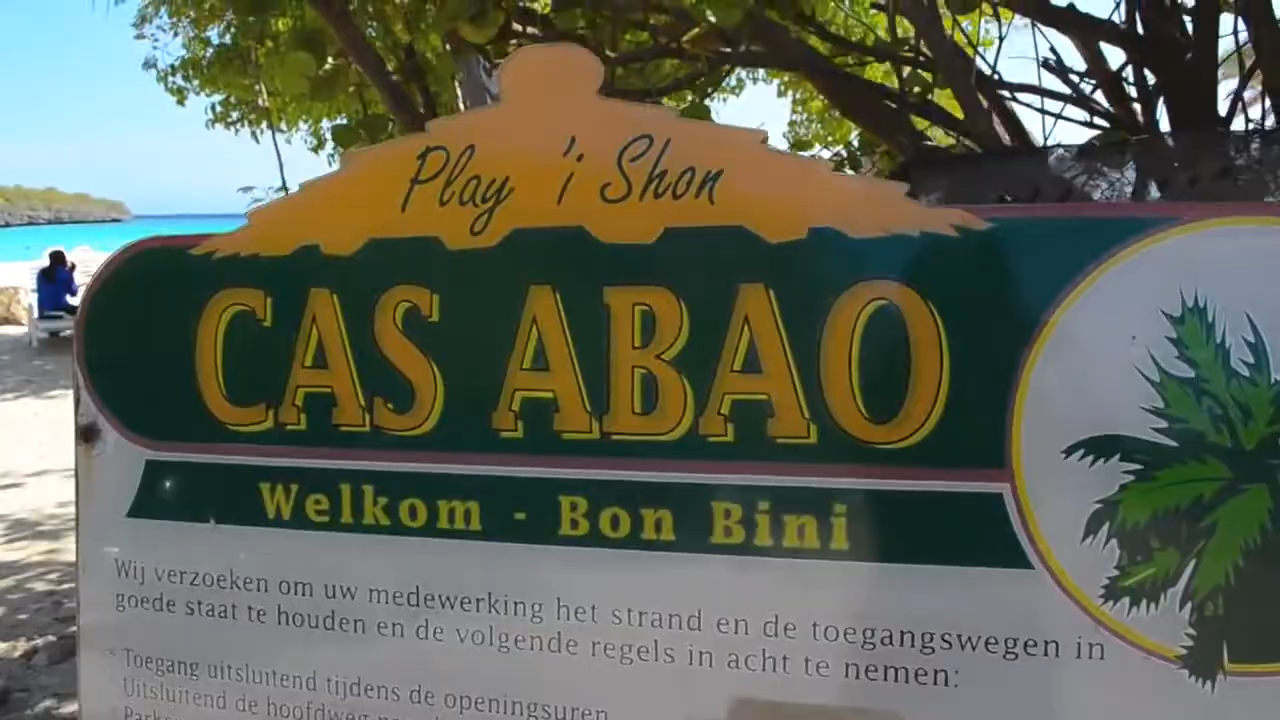 Play 'i Shon
CAS ABAO
Welkom - Bon Bini
Wij verzoeken om uw medewerking het strand en de toegangswegen in
goede staat te houden en de volgende regels in acht te nemen:
* Toegang uitsluitend tijdens de openingsuren
Uitsluitend de hoofdweg